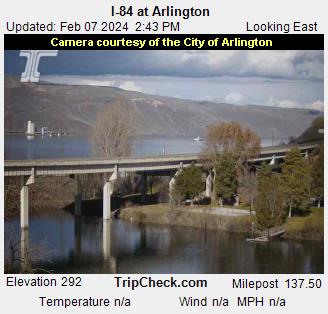 I-84 at Arlington
Updated: Feb 07 2024 2:43 PM Looking East
Camera courtesy of the City of Arlington
Elevation 292 TripCheck.com Milepost 137.50
Temperature n/a Wind n/a MPH n/a